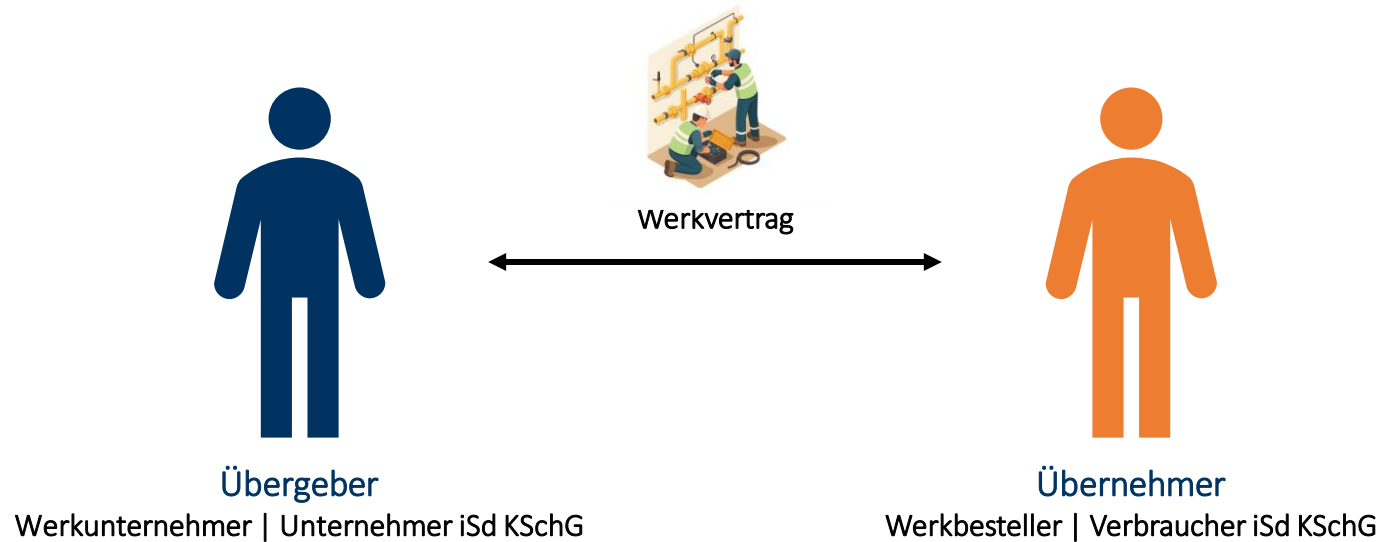 Werkvertrag
Übergeber
Werkunternehmer | Unternehmer iSd KSchG
Übernehmer
Werkbesteller | Verbraucher iSd KSchG